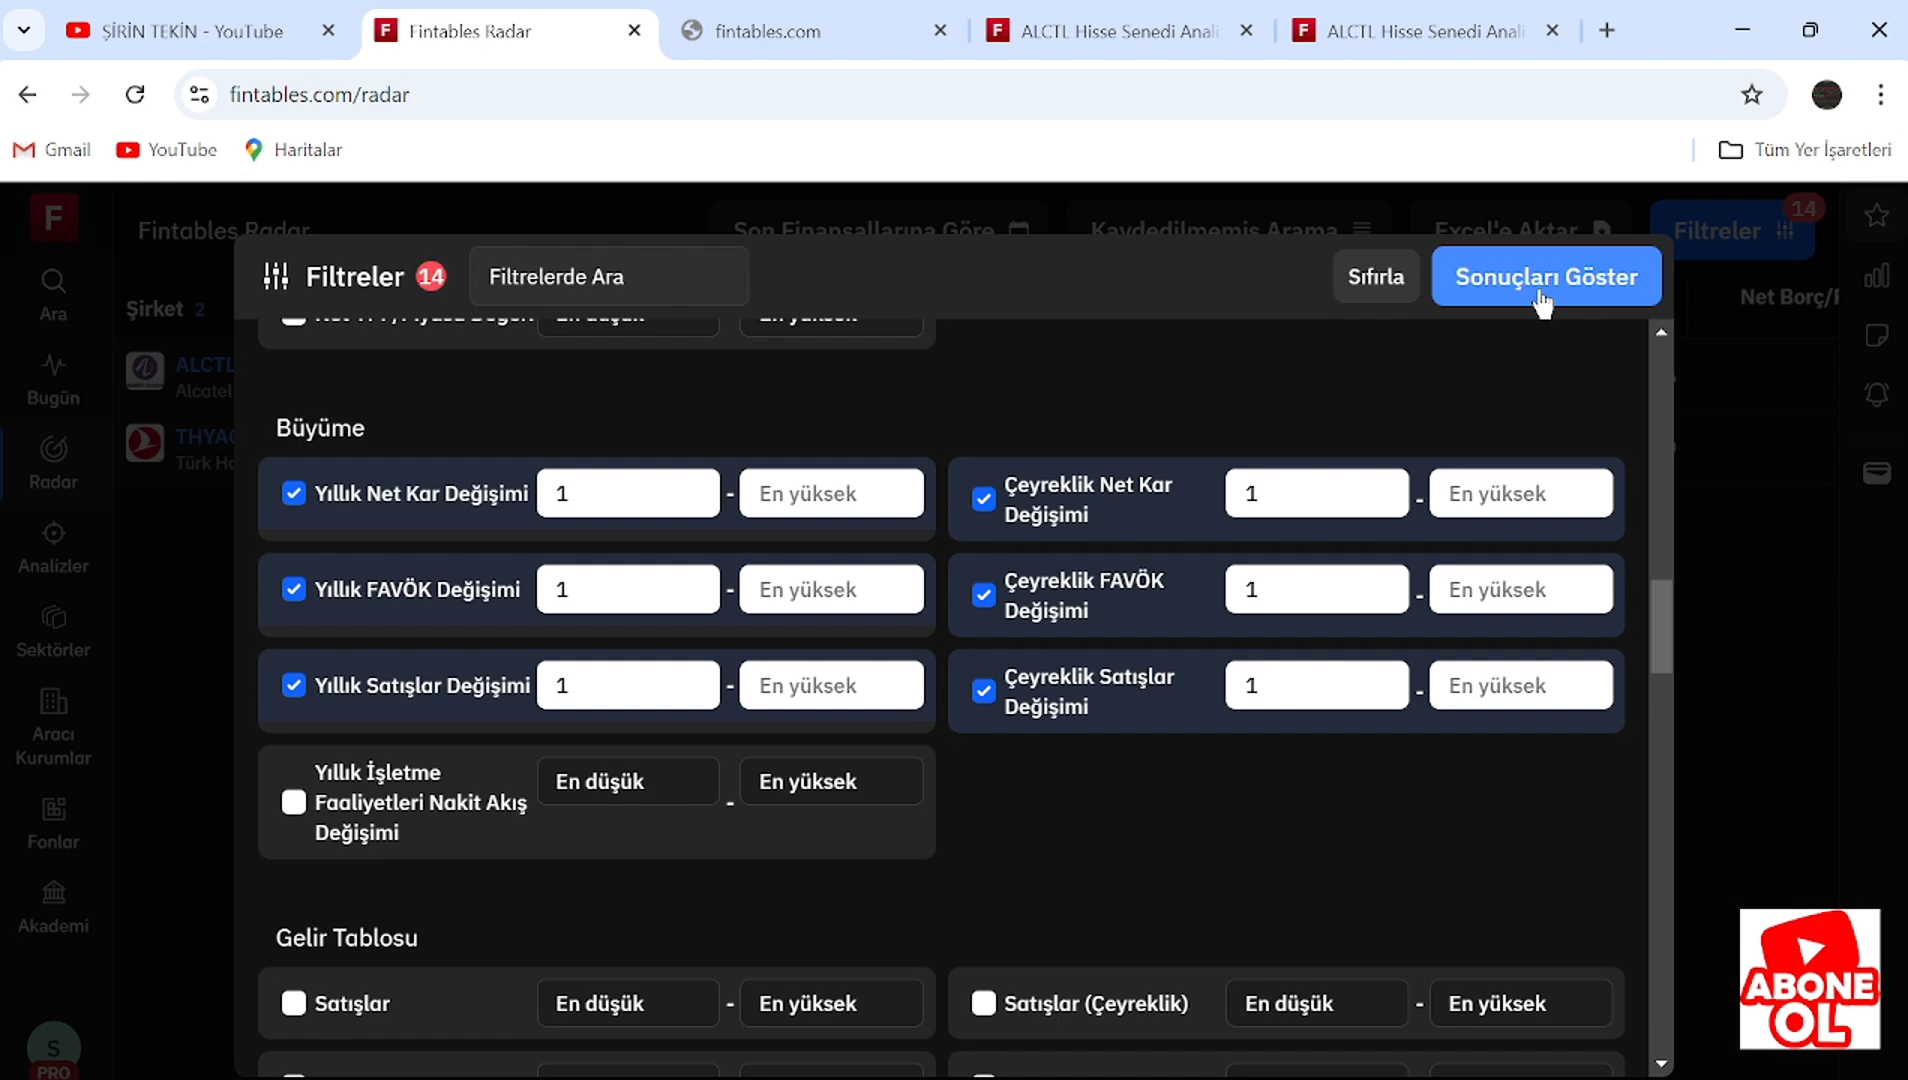 ŞİRİN TEKİN - YouTube
Fintables Radar
fintables.com
ALCTL Hisse Senedi Anali
ALCTL Hisse Senedi Anali
fintables.com/radar
Gmail
YouTube
Haritalar
Tüm Yer İşaretleri
F
Fintables Radar
Son Finansallarına Göre
Kaydedilmemiş Arama
Excel'e Aktar
Filtreler
14
Filtreler 14
Filtrelerde Ara
Sıfırla
Sonuçları Göster
Ara
Bugün
Radar
Analizler
Sektörler
Aracı
Kurumlar
Fonlar
Akademi
S
PRO
Şirket 2
Net Borç/F
ALCTL
Alcatel
THYAO
Türk Ha
Büyüme
Yıllık Net Kar Değişimi 1 - En yüksek
Çeyreklik Net Kar
Değişimi
1 - En yüksek
Yıllık FAVÖK Değişimi 1 - En yüksek
Çeyreklik FAVÖK
Değişimi
1 - En yüksek
Yıllık Satışlar Değişimi 1 - En yüksek
Çeyreklik Satışlar
Değişimi
1 - En yüksek
Yıllık İşletme
Faaliyetleri Nakit Akış
Değişimi
En düşük - En yüksek
Gelir Tablosu
Satışlar En düşük - En yüksek
Satışlar (Çeyreklik) En düşük - En yüksek
ABONE
OL